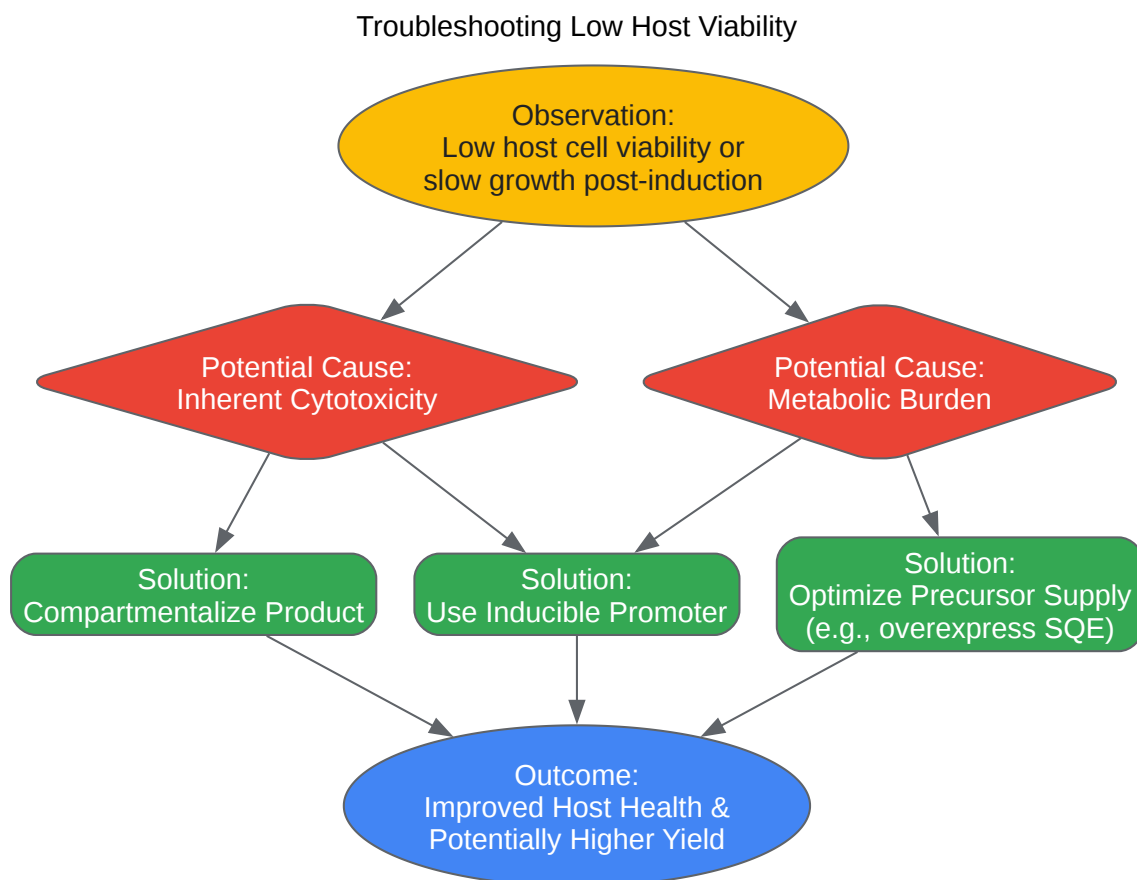 Troubleshooting Low Host Viability
Observation:
Low host cell viability or
slow growth post-induction
Potential Cause:
Inherent Cytotoxicity
Potential Cause:
Metabolic Burden
Solution:
Compartmentalize Product
Solution:
Use Inducible Promoter
Solution:
Optimize Precursor Supply
(e.g., overexpress SQE)
Outcome:
Improved Host Health &
Potentially Higher Yield